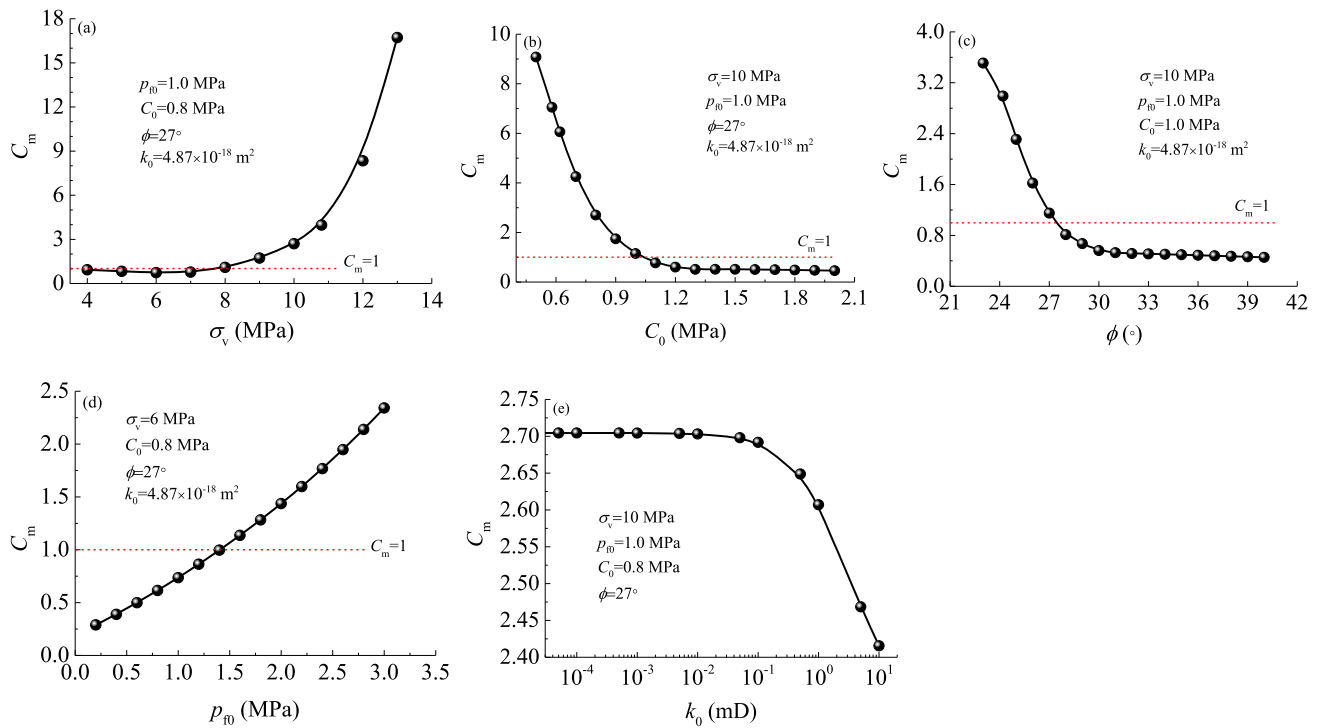 (a)
18
15
12
9
6
3
0
C_m
p_f0=1.0 MPa
C_0=0.8 MPa
ϕ=27°
k_0=4.87×10^-18 m^2
C_m=1
4 6 8 10 12 14
σ_v (MPa)
(b)
10
8
6
4
2
0
C_m
σ_v=10 MPa
p_f0=1.0 MPa
ϕ=27°
k_0=4.87×10^-18 m^2
C_m=1
0.6 0.9 1.2 1.5 1.8 2.1
C_0 (MPa)
(c)
4.0
3.2
2.4
1.6
0.8
0.0
C_m
σ_v=10 MPa
p_f0=1.0 MPa
C_0=1.0 MPa
k_0=4.87×10^-18 m^2
C_m=1
21 24 27 30 33 36 39 42
ϕ (°)
(d)
2.5
2.0
1.5
1.0
0.5
0.0
C_m
σ_v=6 MPa
C_0=0.8 MPa
ϕ=27°
k_0=4.87×10^-18 m^2
C_m=1
0.0 0.5 1.0 1.5 2.0 2.5 3.0 3.5
p_f0 (MPa)
(e)
2.75
2.70
2.65
2.60
2.55
2.50
2.45
2.40
C_m
σ_v=10 MPa
p_f0=1.0 MPa
C_0=0.8 MPa
ϕ=27°
10^-4 10^-3 10^-2 10^-1 10^0 10^1
k_0 (mD)